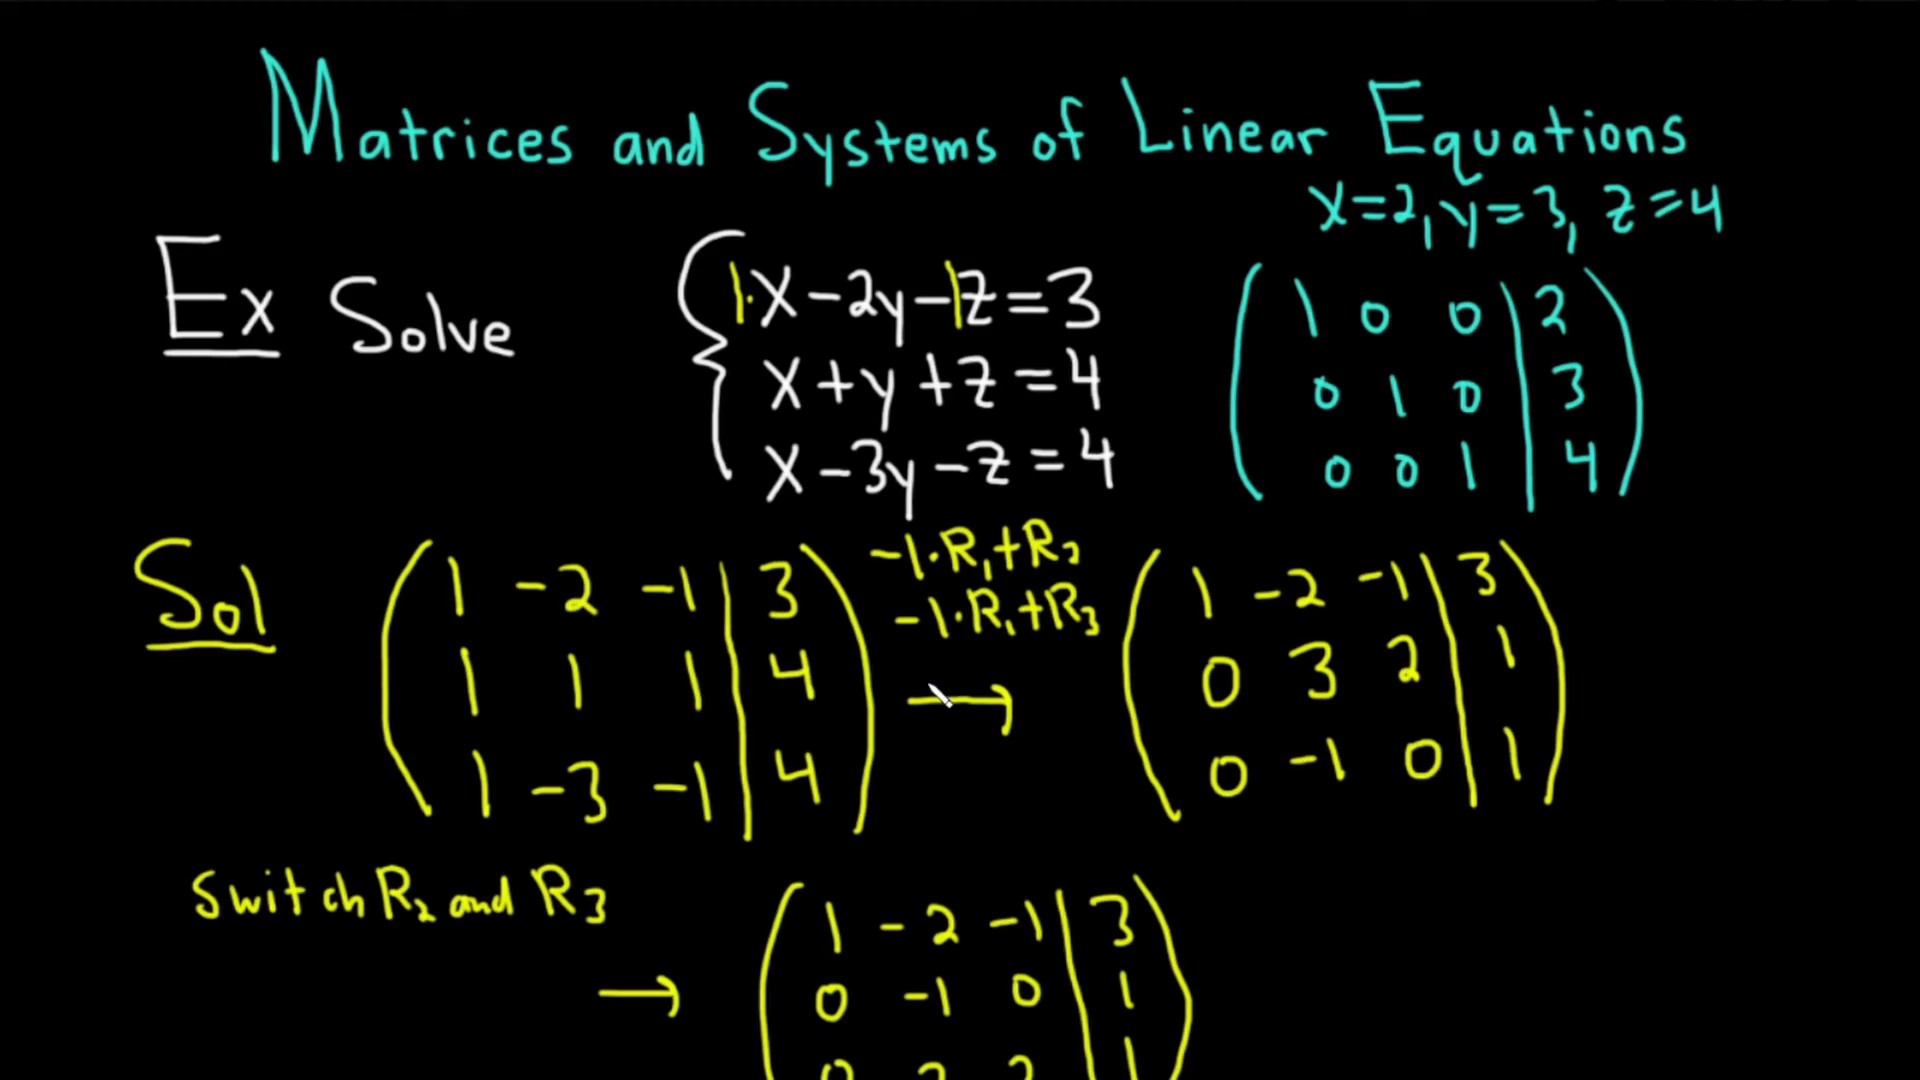 Matrices and Systems of Linear Equations
x=2, y=3, z=4
Ex Solve
1·x-2y-1z=3
x+y+z=4
x-3y-z=4
1 0 0 | 2
0 1 0 | 3
0 0 1 | 4
Sol
1 -2 -1 | 3
1 1 1 | 4
1 -3 -1 | 4
-1·R₁+R₂
-1·R₁+R₃
→
1 -2 -1 | 3
0 3 2 | 1
0 -1 0 | 1
Switch R₂ and R₃
→
1 -2 -1 | 3
0 -1 0 | 1